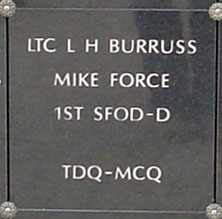 LTC L H BURRUSS
MIKE FORCE
1ST SFOD-D
TDQ-MCQ